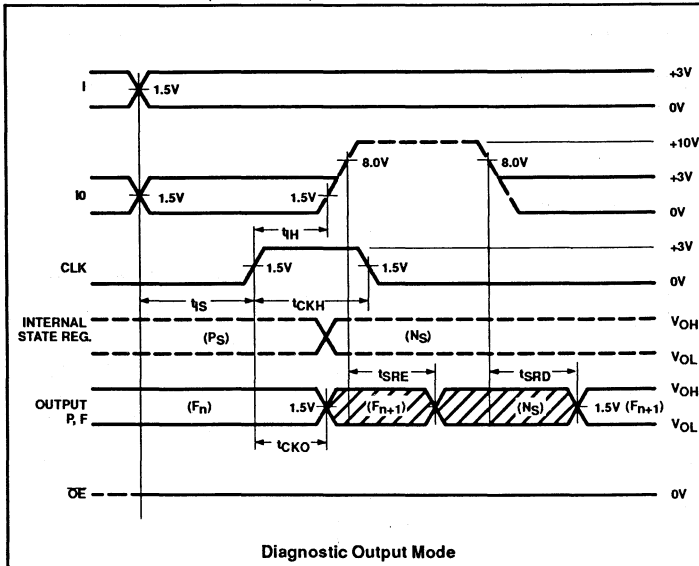 I
1.5V
+3V
0V
+10V
8.0V
8.0V
+3V
I0
1.5V
1.5V
0V
tIH
+3V
CLK
1.5V
1.5V
0V
tIS
tCKH
INTERNAL
STATE REG.
(PS)
(NS)
VOH
VOL
tSRE
tSRD
OUTPUT
P, F
(Fn)
1.5V
(Fn+1)
(NS)
1.5V (Fn+1)
VOH
VOL
tCKO
OE
0V
Diagnostic Output Mode